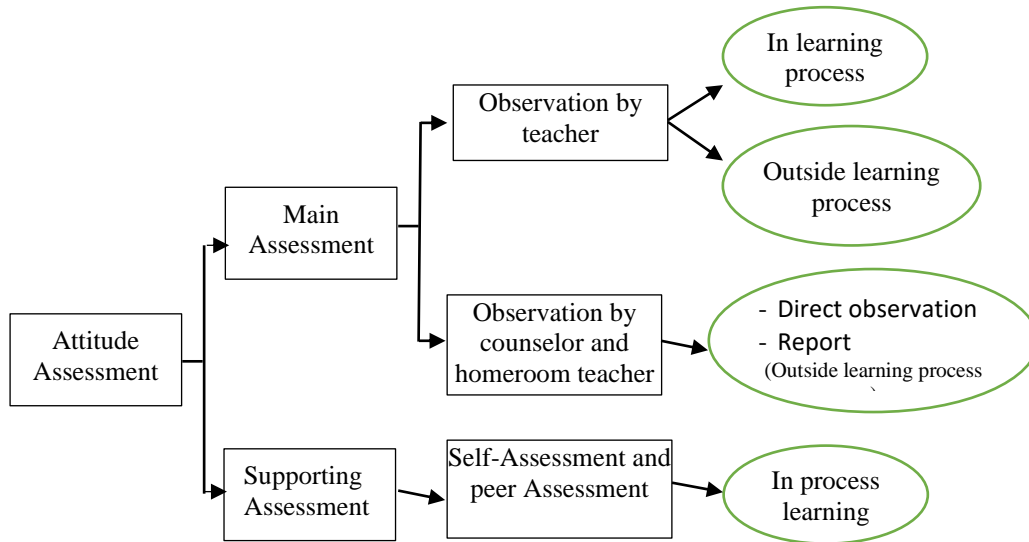 In learning
process
Observation by
teacher
Outside learning
process
Main
Assessment
Attitude
Assessment
Observation by
counselor and
homeroom teacher
- Direct observation
- Report
(Outside learning process
Supporting
Assessment
Self-Assessment and
peer Assessment
In process
learning